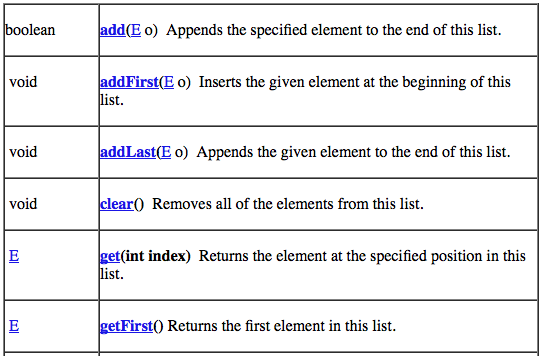 boolean add(E o) Appends the specified element to the end of this list.
void addFirst(E o) Inserts the given element at the beginning of this
list.
void addLast(E o) Appends the given element to the end of this list.
void clear() Removes all of the elements from this list.
E get(int index) Returns the element at the specified position in this
list.
E getFirst() Returns the first element in this list.